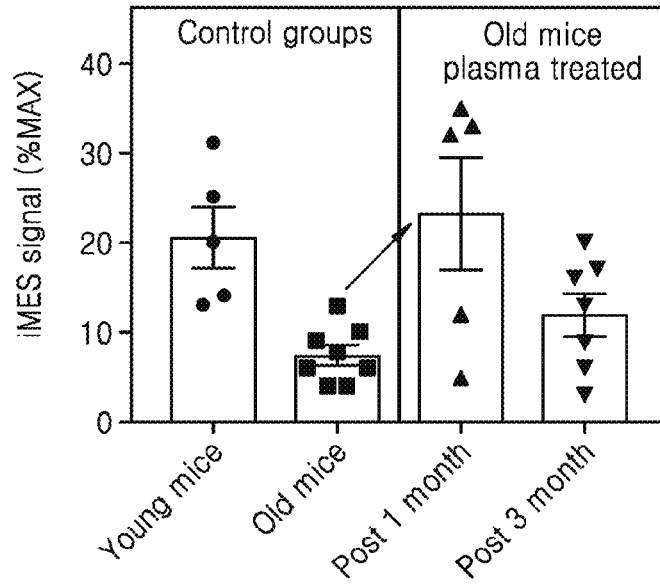 Control groups
Old mice
plasma treated
iMES signal (%MAX)
40
30
20
10
0
Young mice
Old mice
Post 1 month
Post 3 month